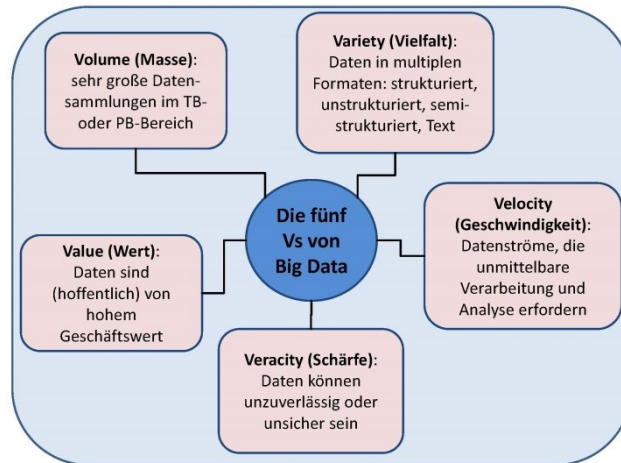 Volume (Masse):
sehr große Daten-
sammlungen im TB-
oder PB-Bereich
Variety (Vielfalt):
Daten in multiplen
Formaten: strukturiert,
unstrukturiert, semi-
strukturiert, Text
Die fünf
Vs von
Big Data
Velocity
(Geschwindigkeit):
Datenströme, die
unmittelbare
Verarbeitung und
Analyse erfordern
Value (Wert):
Daten sind
(hoffentlich) von
hohem
Geschäftswert
Veracity (Schärfe):
Daten können
unzuverlässig oder
unsicher sein